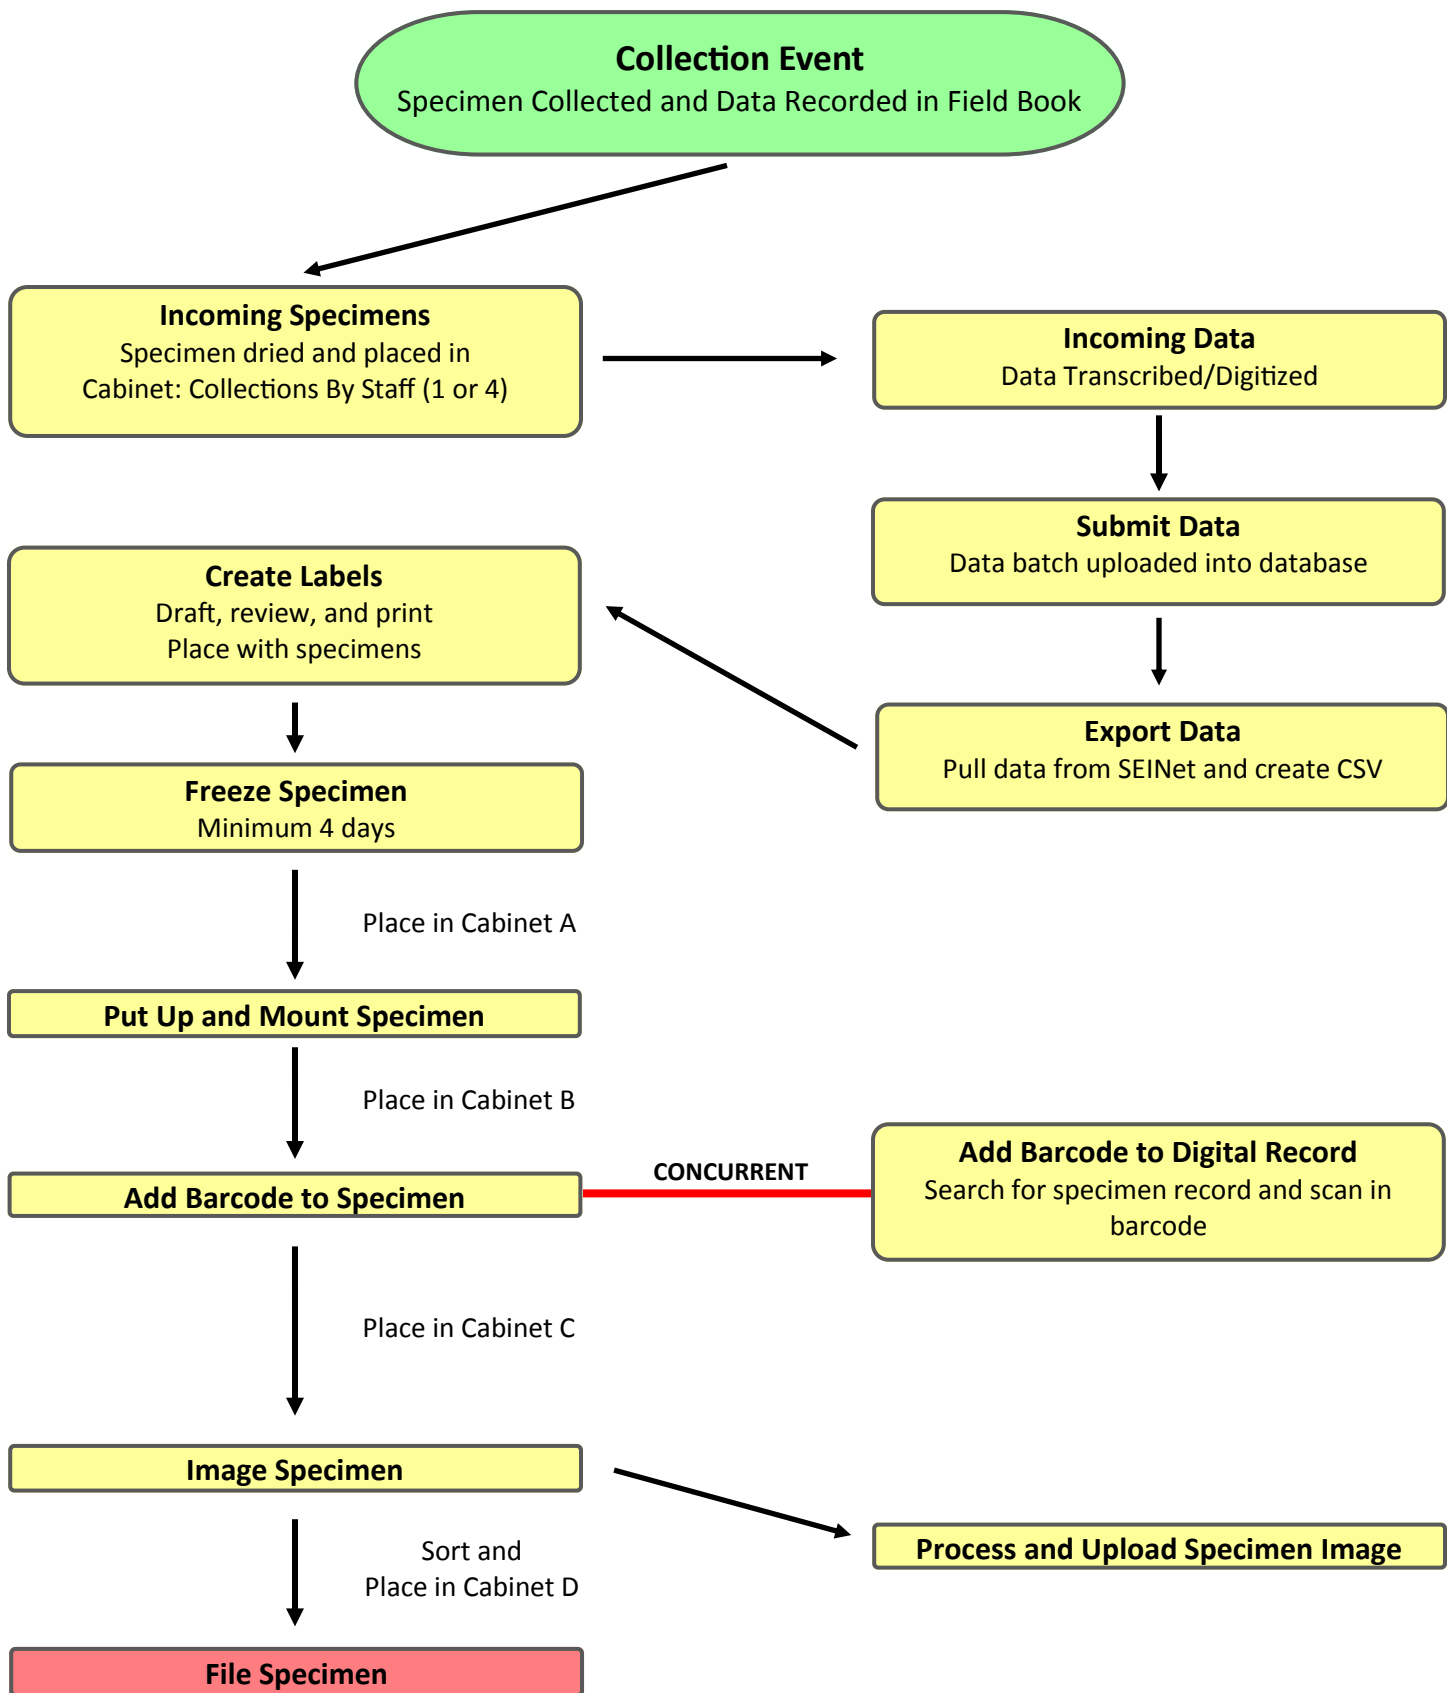 Collection Event
Specimen Collected and Data Recorded in Field Book
Incoming Specimens
Specimen dried and placed in
Cabinet: Collections By Staff (1 or 4)
Incoming Data
Data Transcribed/Digitized
Submit Data
Data batch uploaded into database
Export Data
Pull data from SEINet and create CSV
Create Labels
Draft, review, and print
Place with specimens
Freeze Specimen
Minimum 4 days
Place in Cabinet A
Put Up and Mount Specimen
Place in Cabinet B
Add Barcode to Specimen
CONCURRENT
Add Barcode to Digital Record
Search for specimen record and scan in
barcode
Place in Cabinet C
Image Specimen
Process and Upload Specimen Image
Sort and
Place in Cabinet D
File Specimen